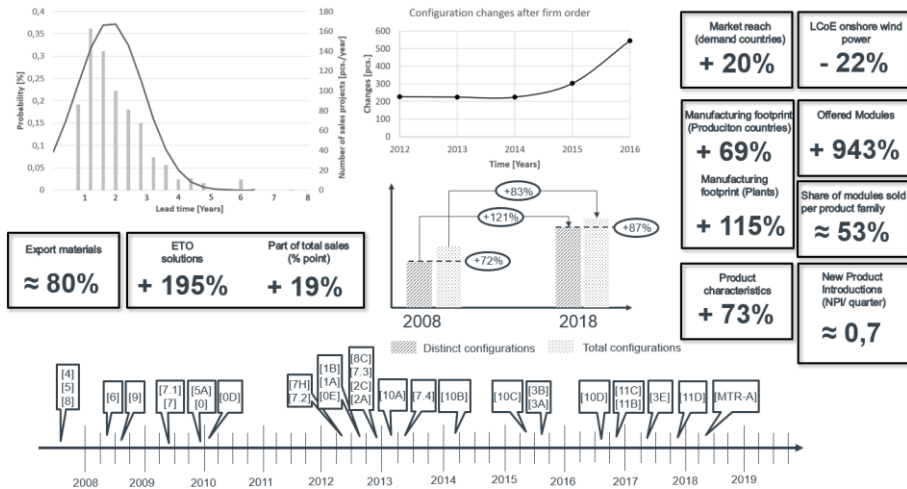 0,4
0,35
0,3
0,25
0,2
0,15
0,1
0,05
0
Probability [%]
180
160
140
120
100
80
60
40
20
0
Number of sales projects [pcs./year]
1 2 3 4 5 6 7 8
Lead time [Years]
Configuration changes after firm order
600
500
400
300
200
100
0
Changes [pcs.]
2012 2013 2014 2015 2016
Time [Years]
Market reach
(demand countries)
+ 20%
LCoE onshore wind
power
- 22%
Manufacturing footprint
(Produciton countries)
+ 69%
Manufacturing
footprint (Plants)
+ 115%
Offered Modules
+ 943%
Share of modules sold
per product family
≈ 53%
Export materials
≈ 80%
ETO
solutions
+ 195%
Part of total sales
(% point)
+ 19%
+83%
+121%
+87%
+72%
2008 2018
Distinct configurations Total configurations
Product
characteristics
+ 73%
New Product
Introductions
(NPI/ quarter)
≈ 0,7
[4]
[5]
[8]
[6]
[9]
[7.1]
[7]
[5A]
[0]
[0D]
[7H]
[7.2]
[1B]
[1A]
[0E]
[8C]
[7.3]
[2C]
[2A]
[10A]
[7.4]
[10B]
[10C]
[3B]
[3A]
[10D]
[11C]
[11B]
[3E]
[11D]
[MTR-A]
2008 2009 2010 2011 2012 2013 2014 2015 2016 2017 2018 2019